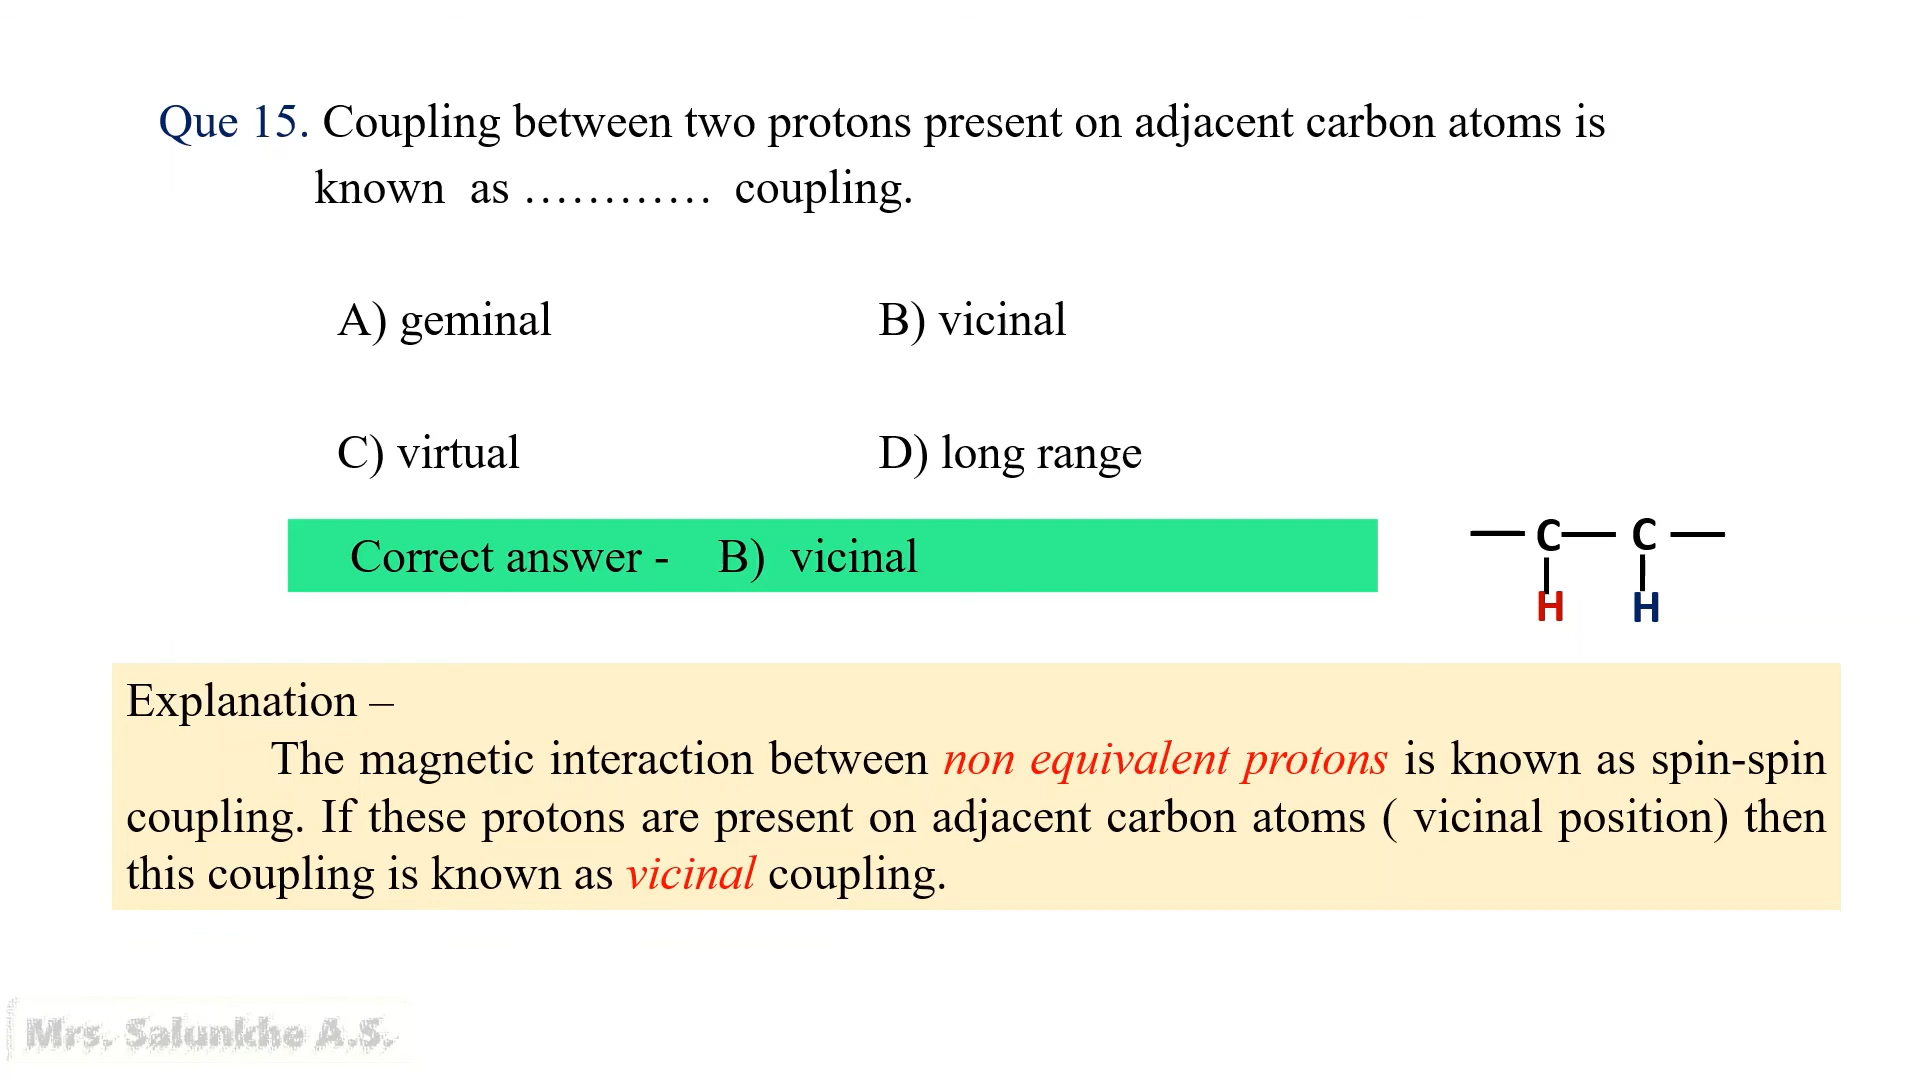 Que 15. Coupling between two protons present on adjacent carbon atoms is
known as ………… coupling.
A) geminal B) vicinal
C) virtual D) long range
Correct answer - B) vicinal
C C
H H
Explanation –
The magnetic interaction between non equivalent protons is known as spin-spin
coupling. If these protons are present on adjacent carbon atoms ( vicinal position) then
this coupling is known as vicinal coupling.
Mrs. Salunkhe A.S.